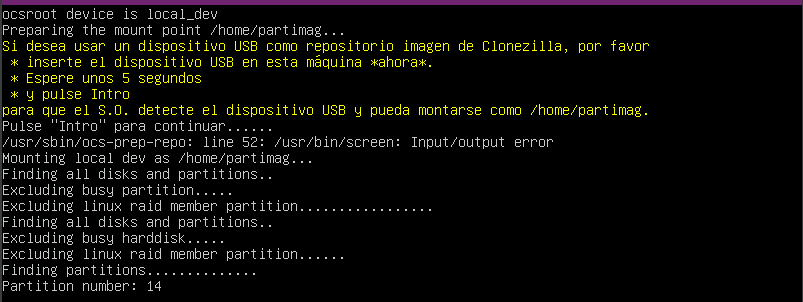 ocsroot device is local_dev
Preparing the mount point /home/partimag...
Si desea usar un dispositivo USB como repositorio imagen de Clonezilla, por favor
 * inserte el dispositivo USB en esta máquina *ahora*.
 * Espere unos 5 segundos
 * y pulse Intro
para que el S.O. detecte el dispositivo USB y pueda montarse como /home/partimag.
Pulse "Intro" para continuar......
/usr/sbin/ocs-prep-repo: line 52: /usr/bin/screen: Input/output error
Mounting local dev as /home/partimag...
Finding all disks and partitions..
Excluding busy partition.....
Excluding linux raid member partition.................
Finding all disks and partitions..
Excluding busy harddisk.....
Excluding linux raid member partition......
Finding partitions..............
Partition number: 14